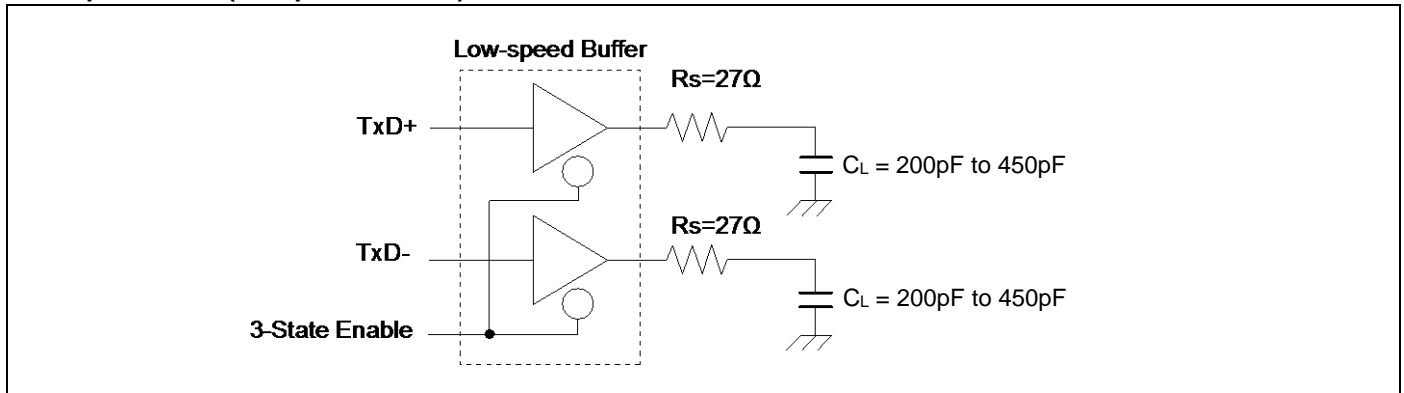 Low-speed Buffer
Rs=27Ω
TxD+
CL = 200pF to 450pF
Rs=27Ω
TxD-
CL = 200pF to 450pF
3-State Enable